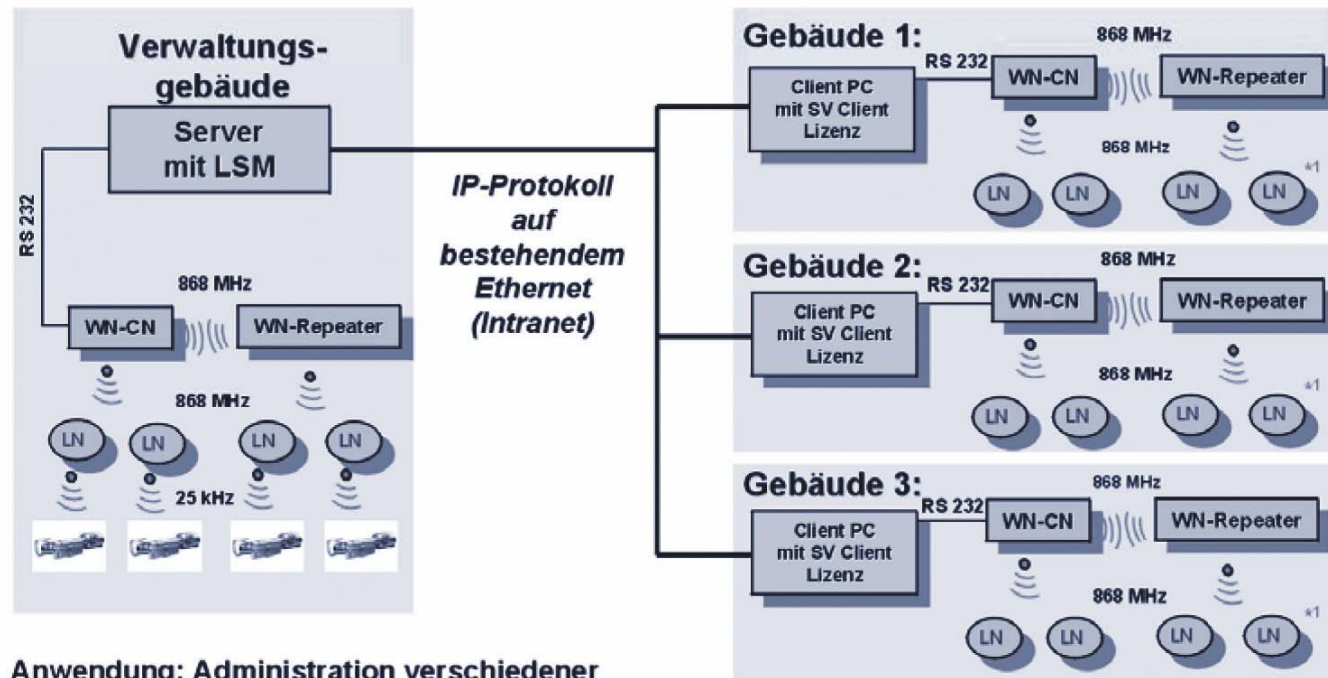 Verwaltungs-
gebäude
Server
mit LSM
RS 232
868 MHz
WN-CN
WN-Repeater
868 MHz
LN
LN
LN
LN
25 kHz
IP-Protokoll
auf
bestehendem
Ethernet
(Intranet)
Gebäude 1:
868 MHz
RS 232
Client PC
mit SV Client
Lizenz
WN-CN
WN-Repeater
868 MHz
LN
LN
LN
LN
*1
Gebäude 2:
868 MHz
RS 232
Client PC
mit SV Client
Lizenz
WN-CN
WN-Repeater
868 MHz
LN
LN
LN
LN
*1
Gebäude 3:
868 MHz
RS 232
Client PC
mit SV Client
Lizenz
WN-CN
WN-Repeater
868 MHz
LN
LN
LN
LN
*1
Anwendung: Administration verschiedener